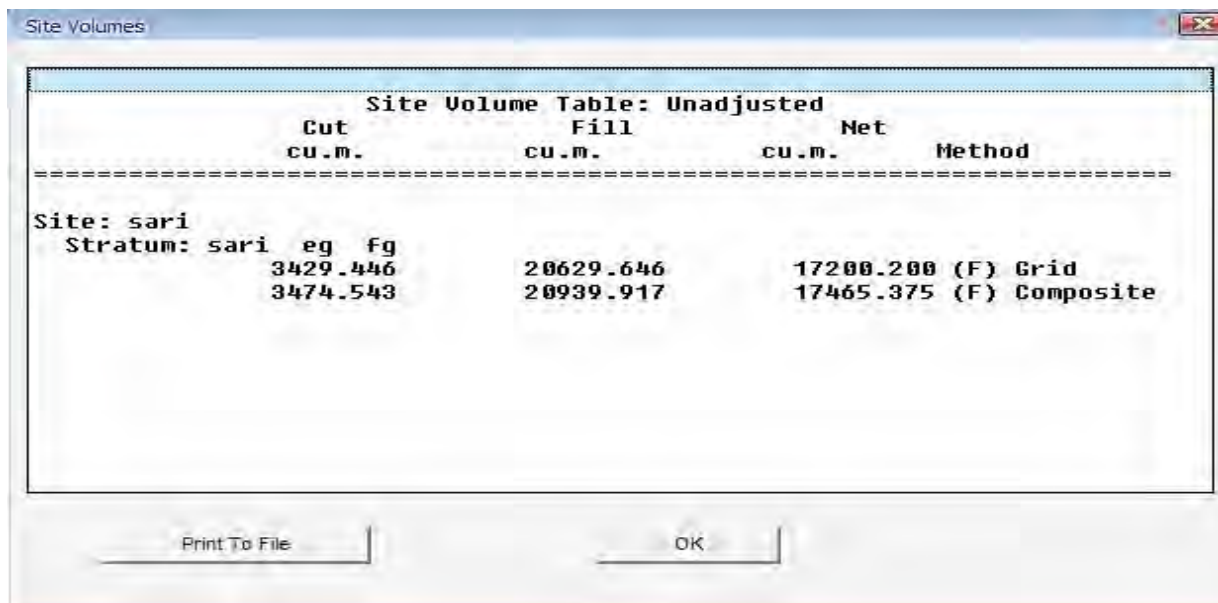 Site Volumes
Site Volume Table: Unadjusted
Cut Fill Net
cu.m. cu.m. cu.m. Method
=========================================================================
Site: sari
Stratum: sari eg fg
3429.446 20629.646 17200.200 (F) Grid
3474.543 20939.917 17465.375 (F) Composite
Print To File OK